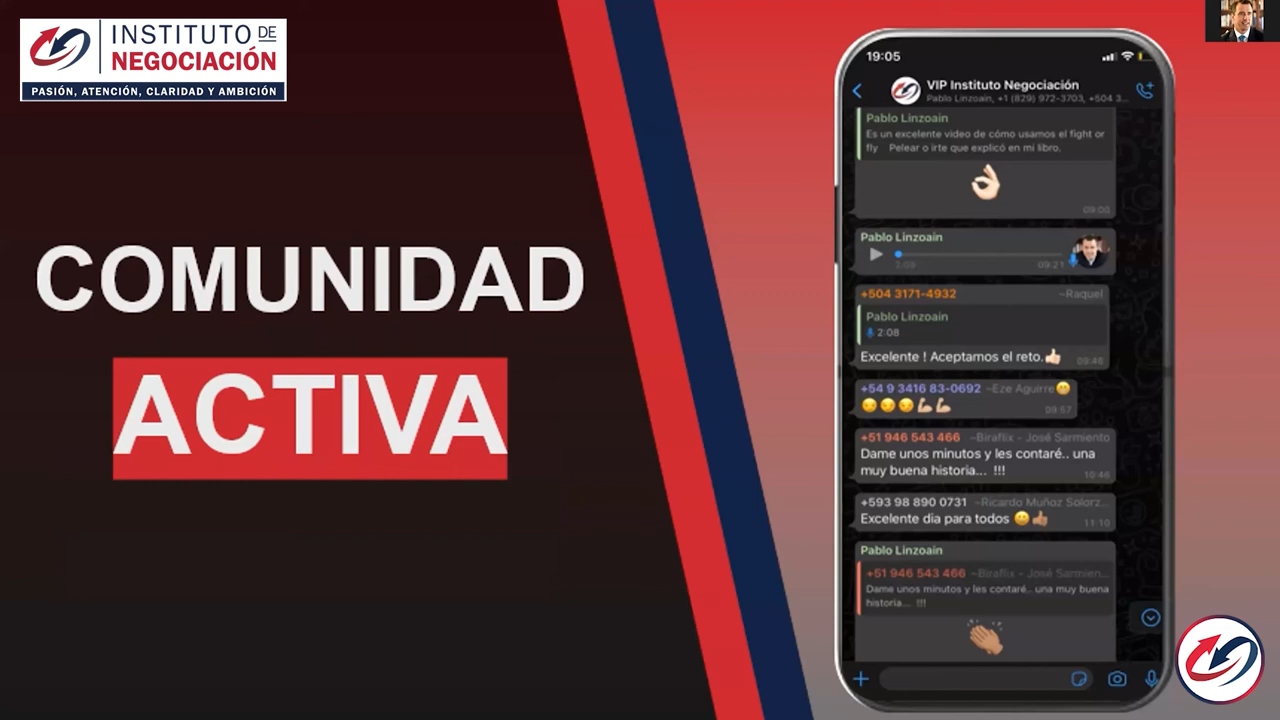 INSTITUTO DE
NEGOCIACIÓN
PASIÓN, ATENCIÓN, CLARIDAD Y AMBICIÓN
COMUNIDAD
ACTIVA
19:05
VIP Instituto Negociación
Pablo Linzoain, +1 (829) 972-3703, +504 3...
Pablo Linzoain
Es un excelente video de cómo usamos el fight or
fly Pelear o irte que explicó en mi libro.
👌🏻
09:03
Pablo Linzoain
2:08 09:21
+504 3171-4932 ~Raquel
Pablo Linzoain
2:08
Excelente ! Aceptamos el reto.👍🏻 09:46
+54 9 3416 83-0692 ~Eze Aguirre🤭
😏😏😏💪🏼💪🏼 09:57
+51 946 543 466 ~Biraflix - José Sarmiento
Dame unos minutos y les contaré.. una
muy buena historia... !!! 10:46
+593 98 890 0731 ~Ricardo Muñoz Solorz...
Excelente dia para todos 😀👍🏽 11:10
Pablo Linzoain
+51 946 543 466 ~Biraflix - José Sarmien...
Dame unos minutos y les contaré.. una muy buena
historia... !!!
👏🏽